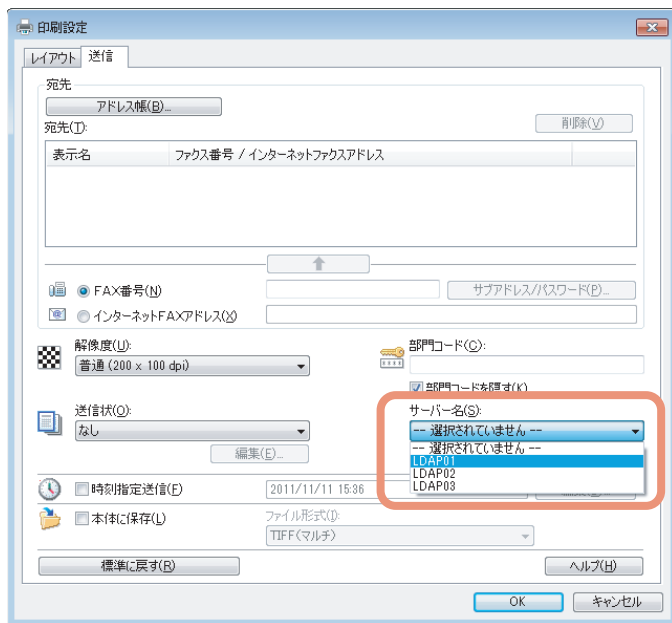 印刷設定
レイアウト 送信
宛先
アドレス帳(B)...
宛先(T):
削除(V)
表示名 ファクス番号 / インターネットファクスアドレス
FAX番号(N)
サブアドレス/パスワード(P)...
インターネットFAXアドレス(X)
解像度(U):
普通 (200 x 100 dpi)
部門コード(C):
部門コードを隠す(K)
送信状(O):
なし
編集(E)...
サーバー名(S):
-- 選択されていません --
-- 選択されていません --
LDAP01
LDAP02
LDAP03
時刻指定送信(F)
2011/11/11 15:36
本体に保存(L)
ファイル形式(I):
TIFF(マルチ)
標準に戻す(R)
ヘルプ(H)
OK
キャンセル